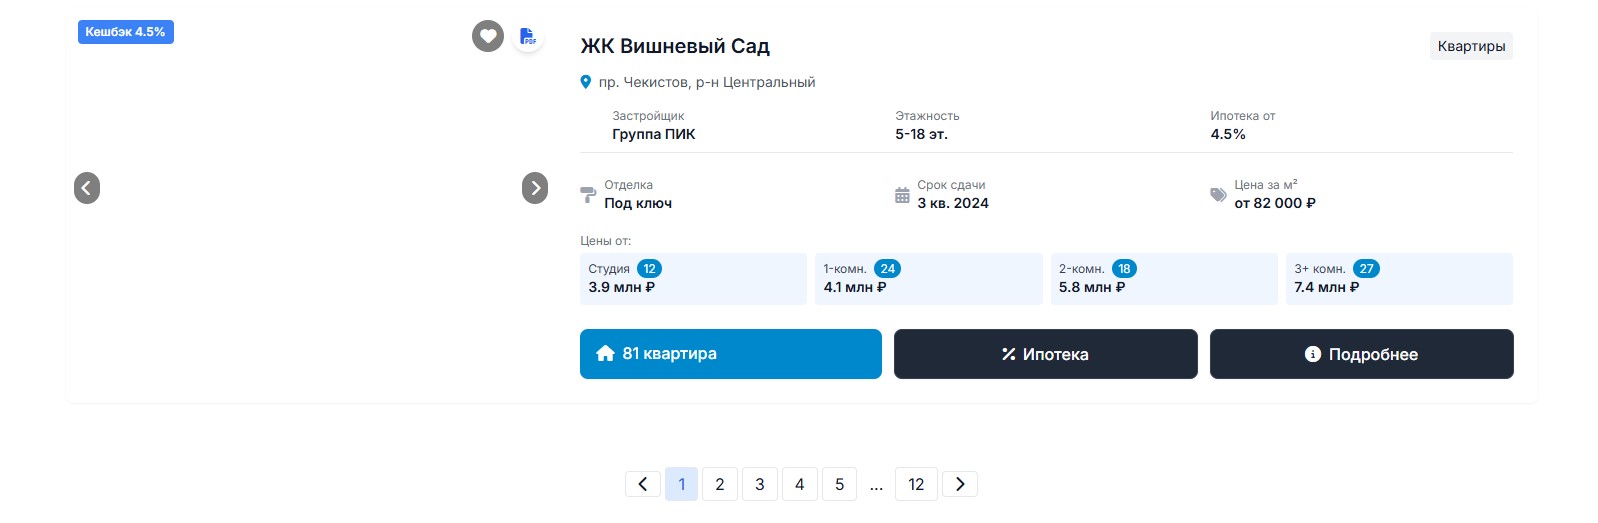 Кешбэк 4.5%
PDF
ЖК Вишневый Сад
Квартиры
пр. Чекистов, р-н Центральный
Застройщик
Группа ПИК
Этажность
5-18 эт.
Ипотека от
4.5%
Отделка
Под ключ
Срок сдачи
3 кв. 2024
Цена за м²
от 82 000 ₽
Цены от:
Студия 12
3.9 млн ₽
1-комн. 24
4.1 млн ₽
2-комн. 18
5.8 млн ₽
3+ комн. 27
7.4 млн ₽
81 квартира
Ипотека
Подробнее
1 2 3 4 5 ... 12